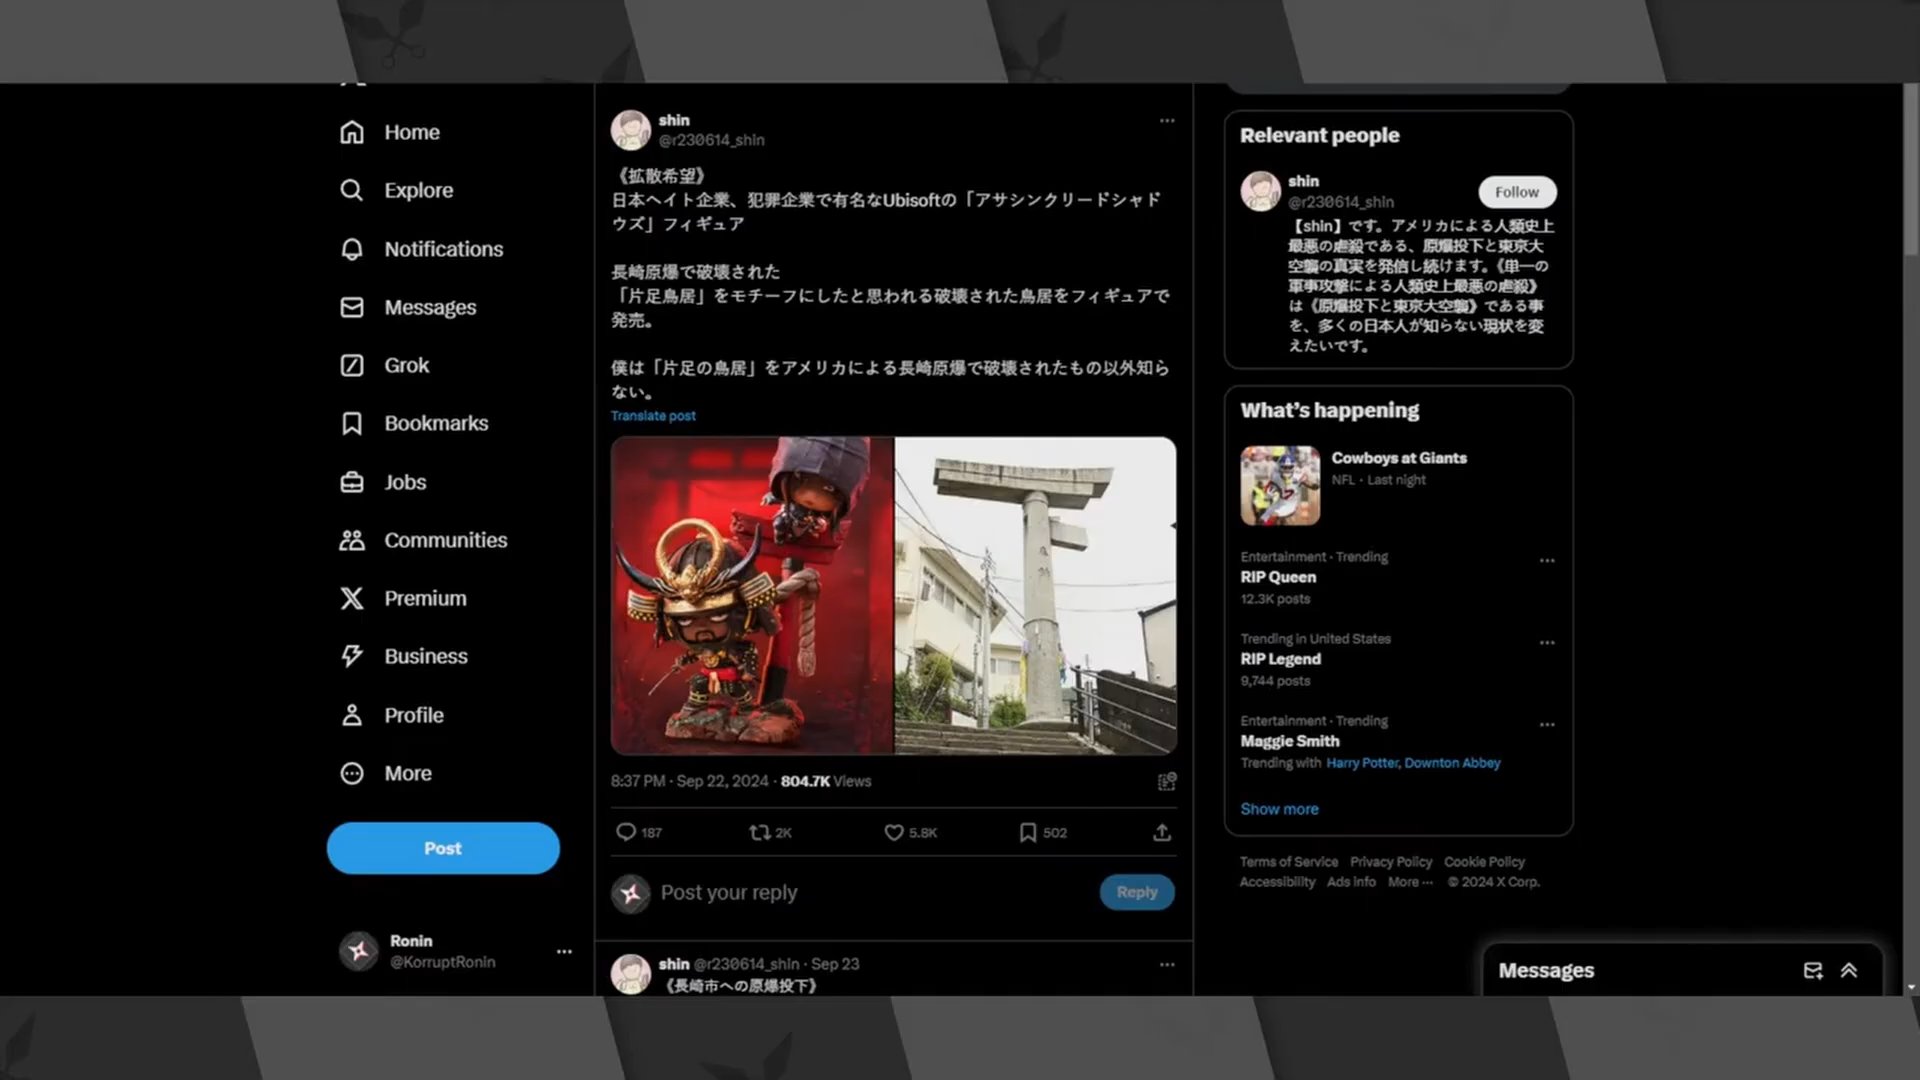 Home
Explore
Notifications
Messages
Grok
Bookmarks
Jobs
Communities
Premium
Business
Profile
More
Post
Ronin
@KorruptRonin
shin
@r230614_shin
《拡散希望》
日本ヘイト企業、犯罪企業で有名なUbisoftの「アサシンクリードシャド
ウズ」フィギュア
長崎原爆で破壊された
「片足鳥居」をモチーフにしたと思われる破壊された鳥居をフィギュアで
発売。
僕は「片足の鳥居」をアメリカによる長崎原爆で破壊されたもの以外知ら
ない。
Translate post
8:37 PM · Sep 22, 2024 · 804.7K Views
187
2K
5.8K
502
Post your reply
Reply
shin @r230614_shin · Sep 23
《長崎市への原爆投下》
Relevant people
shin
@r230614_shin
Follow
【shin】です。アメリカによる人類史上
最悪の虐殺である、原爆投下と東京大
空襲の真実を発信し続けます。《単一の
軍事攻撃による人類史上最悪の虐殺》
は《原爆投下と東京大空襲》である事
を、多くの日本人が知らない現状を変
えたいです。
What's happening
Cowboys at Giants
NFL · Last night
Entertainment · Trending
RIP Queen
12.3K posts
Trending in United States
RIP Legend
9,744 posts
Entertainment · Trending
Maggie Smith
Trending with Harry Potter, Downton Abbey
Show more
Terms of Service Privacy Policy Cookie Policy
Accessibility Ads info More ··· © 2024 X Corp.
Messages